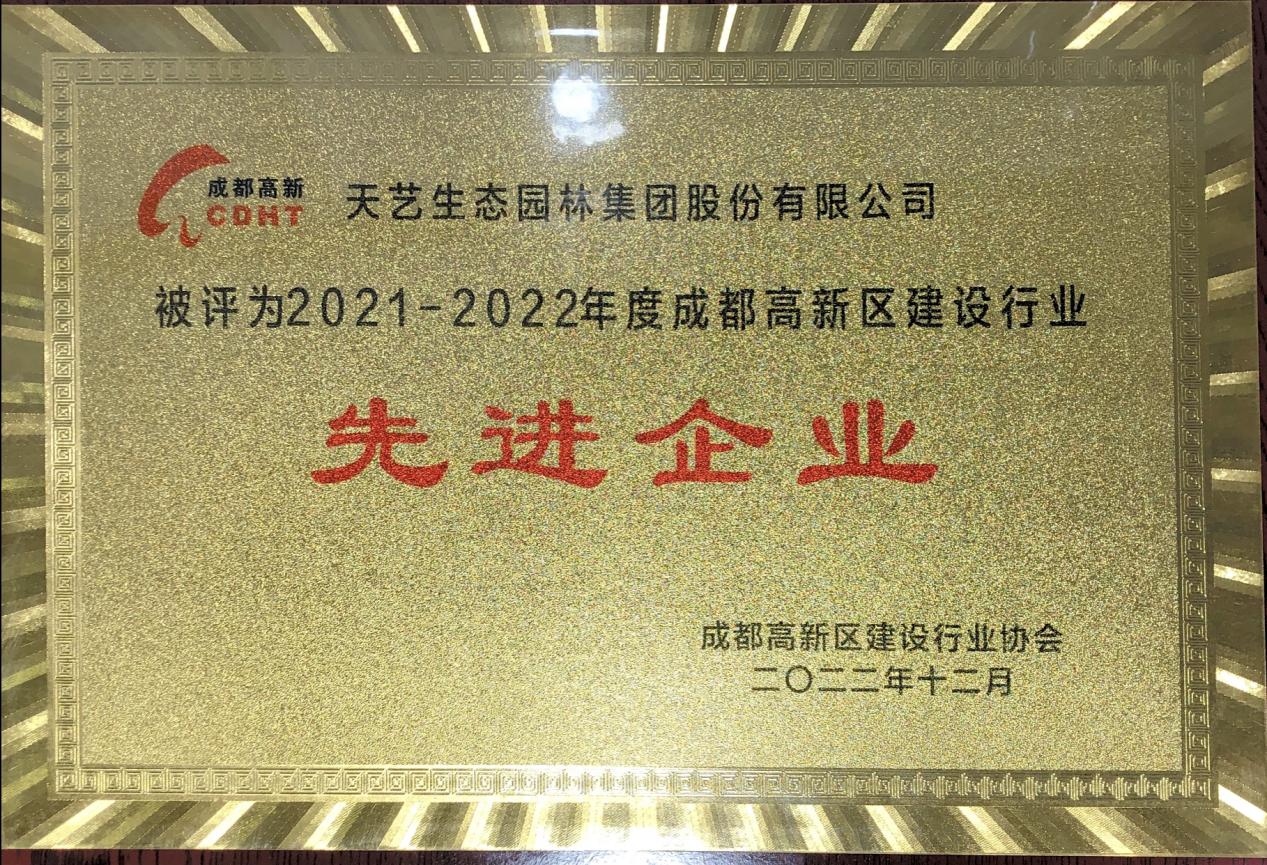 成都高新
CDHT
天艺生态园林集团股份有限公司
被评为2021-2022年度成都高新区建设行业
先进企业
成都高新区建设行业协会
二〇二二年十二月